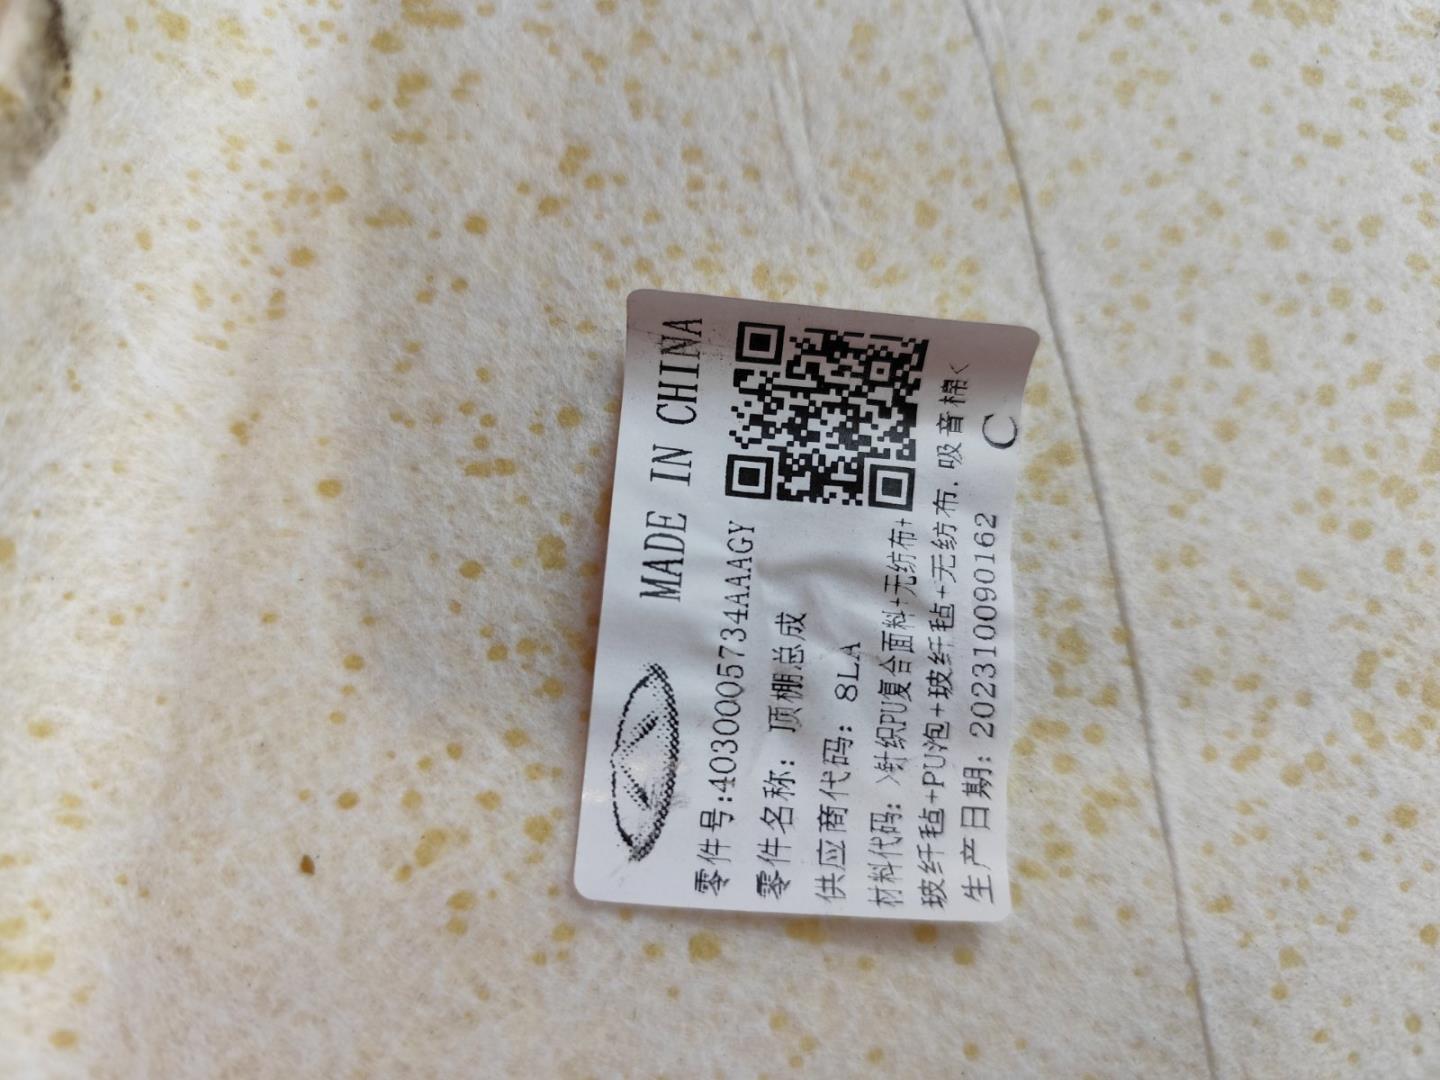 MADE IN CHINA
零件号:4030005734AAAGY
零件名称: 顶棚总成
供应商代码: 8LA
材料代码: >针织PU复合面料+无纺布+
玻纤毡+PU泡+玻纤毡+无纺布.吸音棉<
生产日期: 202310090162
C